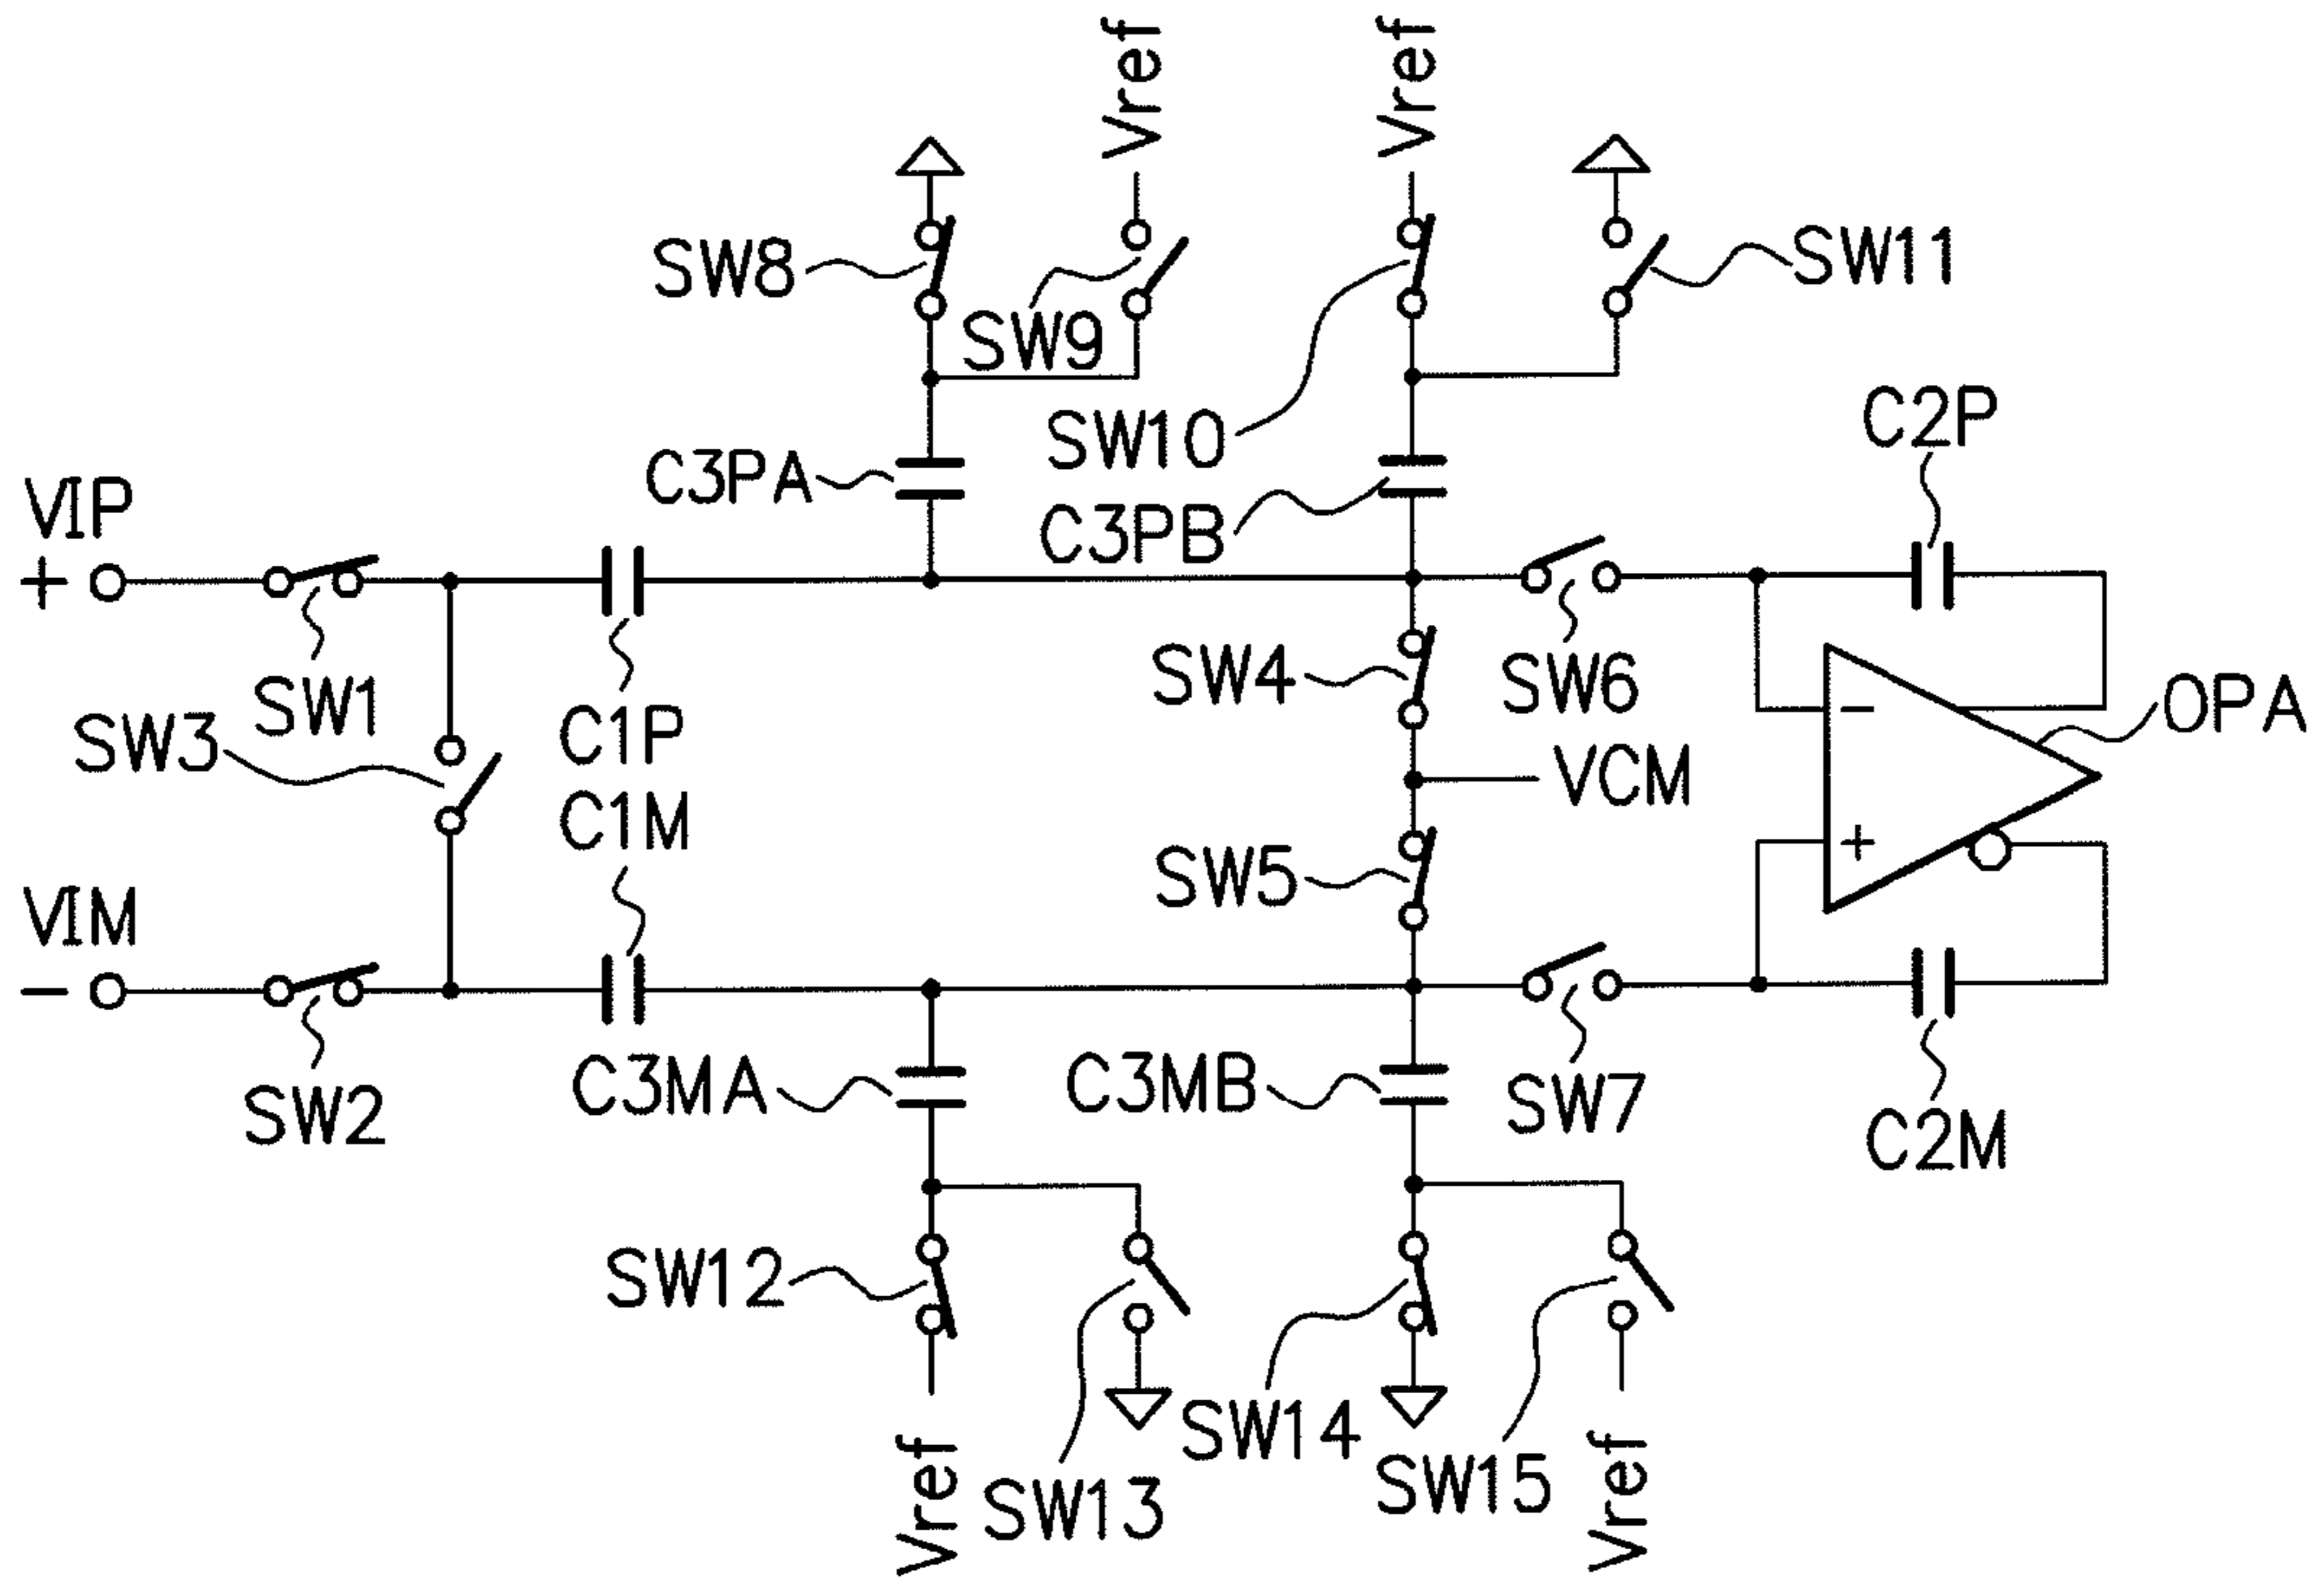 Vref
Vref
SW8
SW9
SW11
SW10
C3PA
C3PB
C2P
VIP
+
SW1
SW3
C1P
C1M
SW4
SW6
OPA
−
VCM
+
SW5
VIM
−
SW2
C3MA
C3MB
SW7
C2M
SW12
SW13
SW14
SW15
Vref
Vref